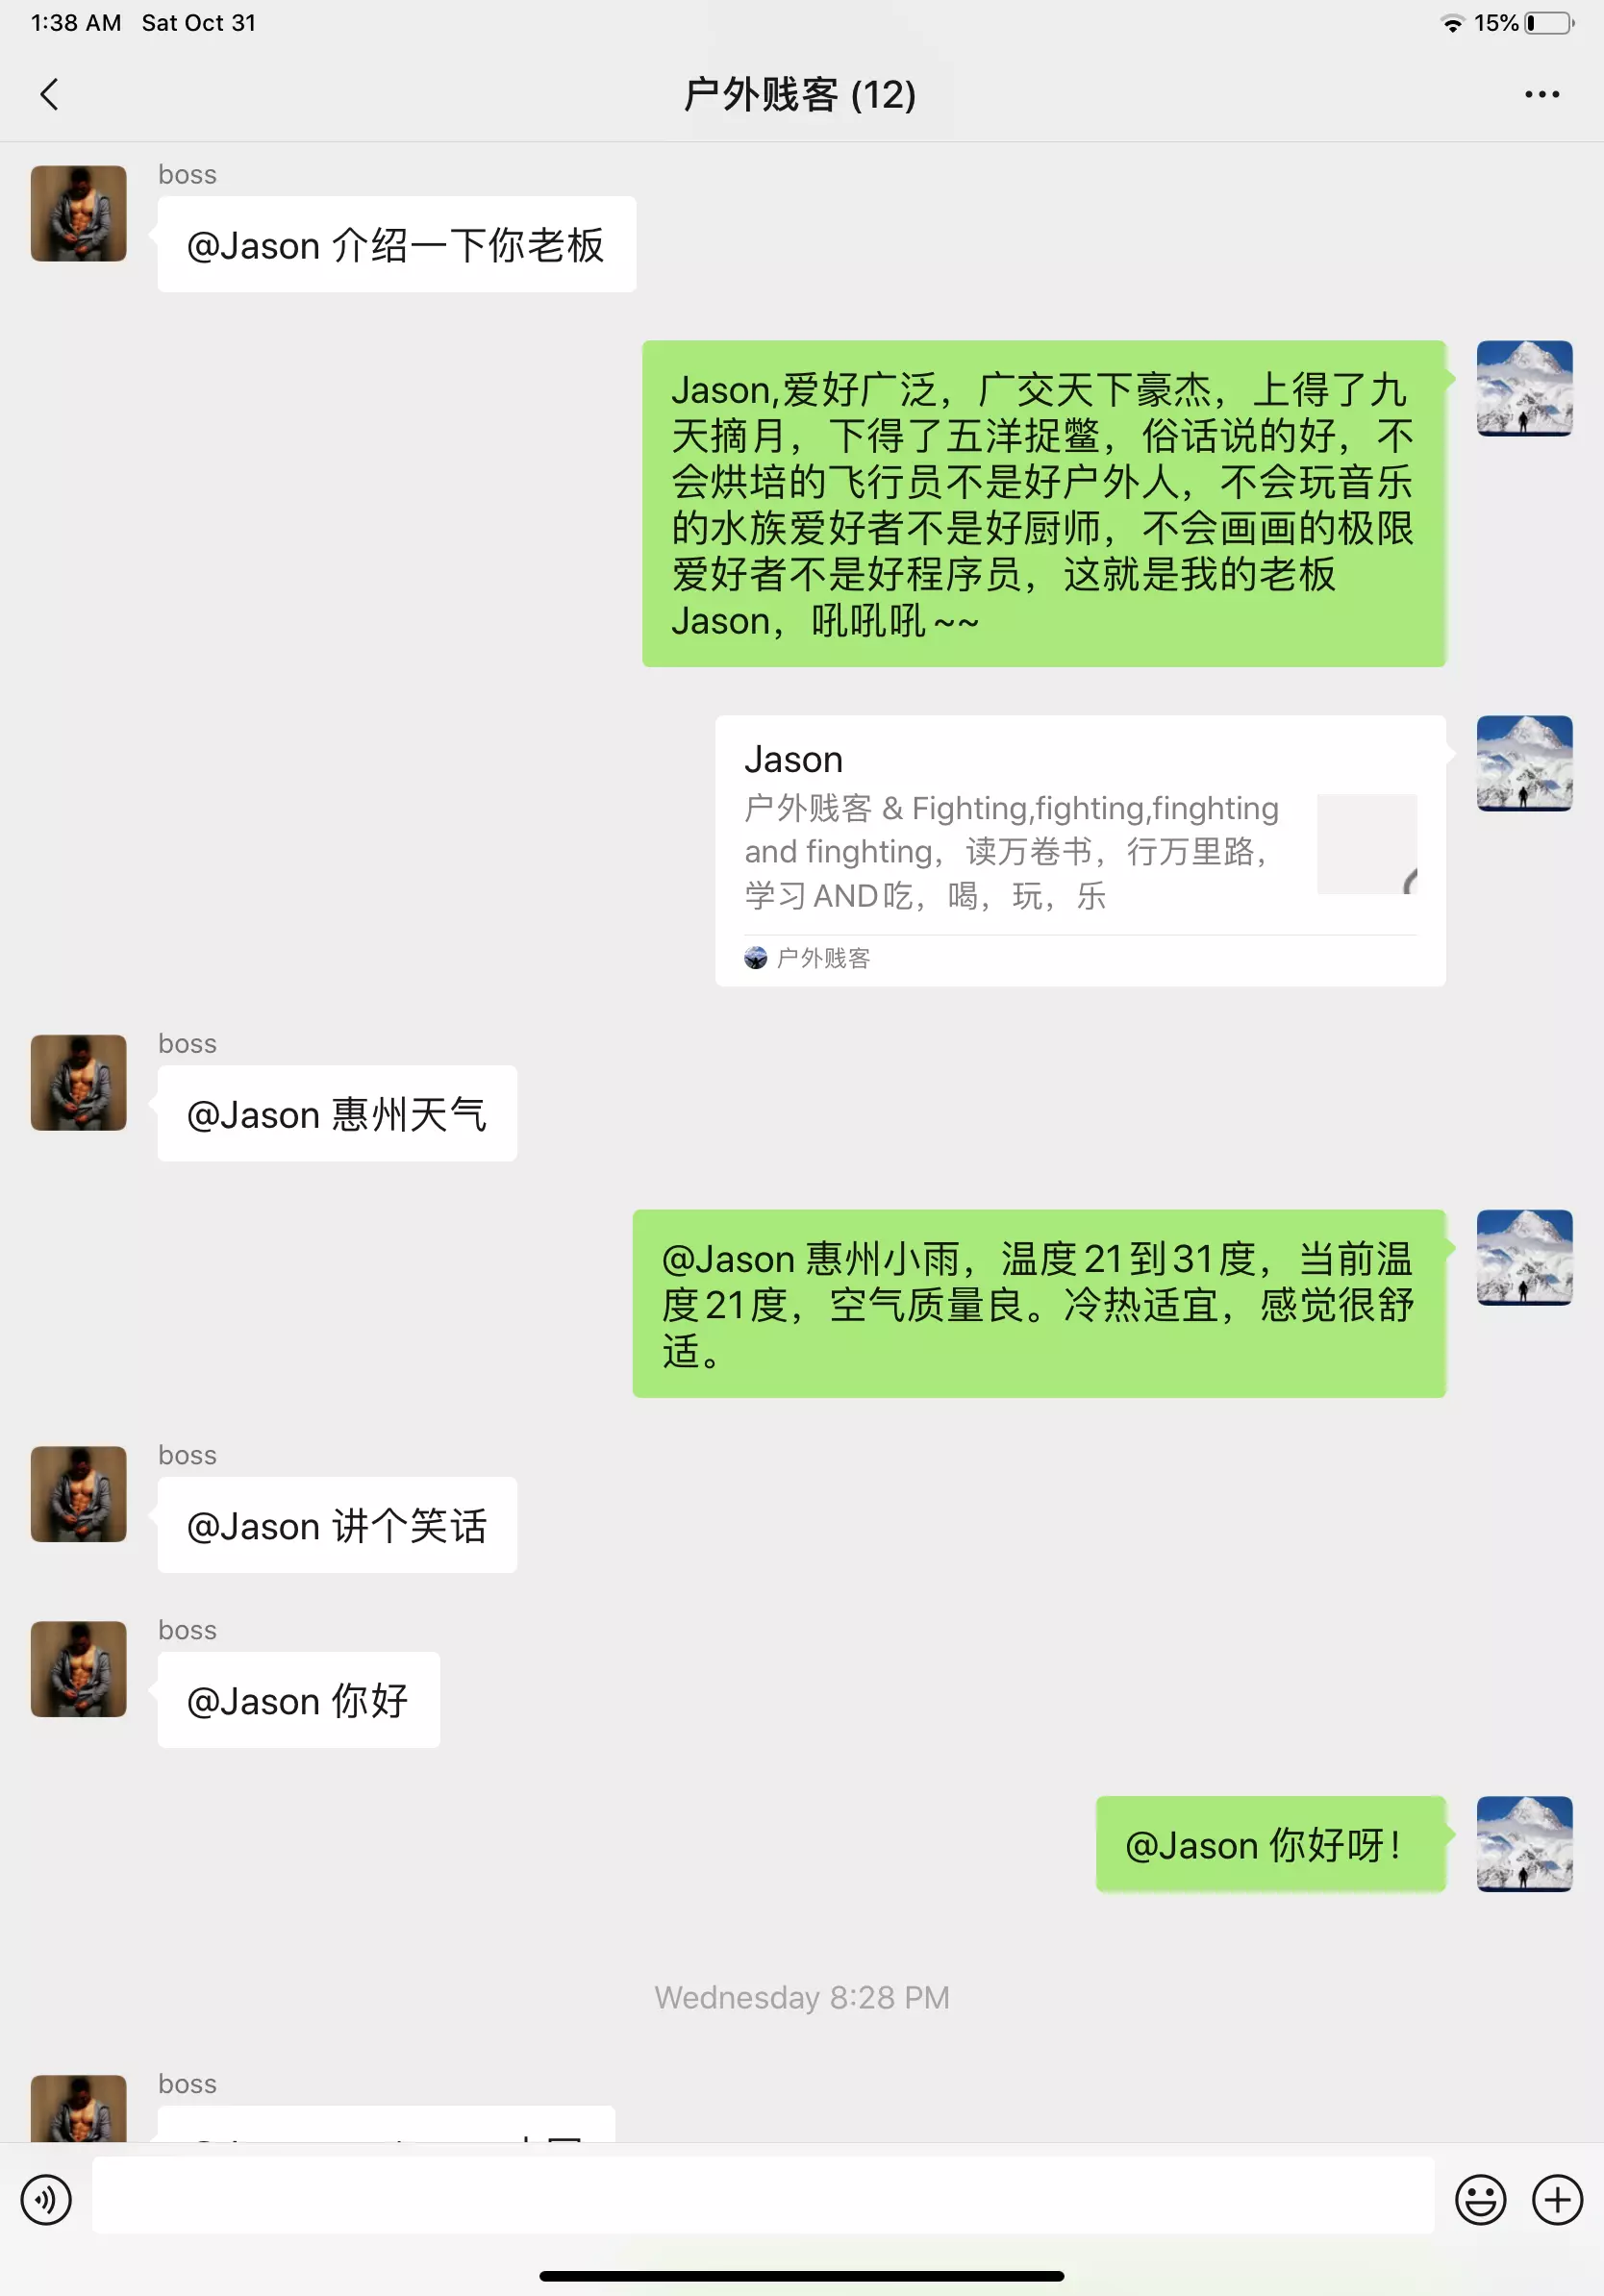 1:38 AM Sat Oct 31 15%
户外贱客 (12)
boss
@Jason 介绍一下你老板
Jason,爱好广泛，广交天下豪杰，上得了九
天摘月，下得了五洋捉鳖，俗话说的好，不
会烘培的飞行员不是好户外人，不会玩音乐
的水族爱好者不是好厨师，不会画画的极限
爱好者不是好程序员，这就是我的老板
Jason，吼吼吼~~
Jason
户外贱客 & Fighting,fighting,finghting
and finghting，读万卷书，行万里路，
学习AND吃，喝，玩，乐
户外贱客
boss
@Jason 惠州天气
@Jason 惠州小雨，温度21到31度，当前温
度21度，空气质量良。冷热适宜，感觉很舒
适。
boss
@Jason 讲个笑话
boss
@Jason 你好
@Jason 你好呀！
Wednesday 8:28 PM
boss